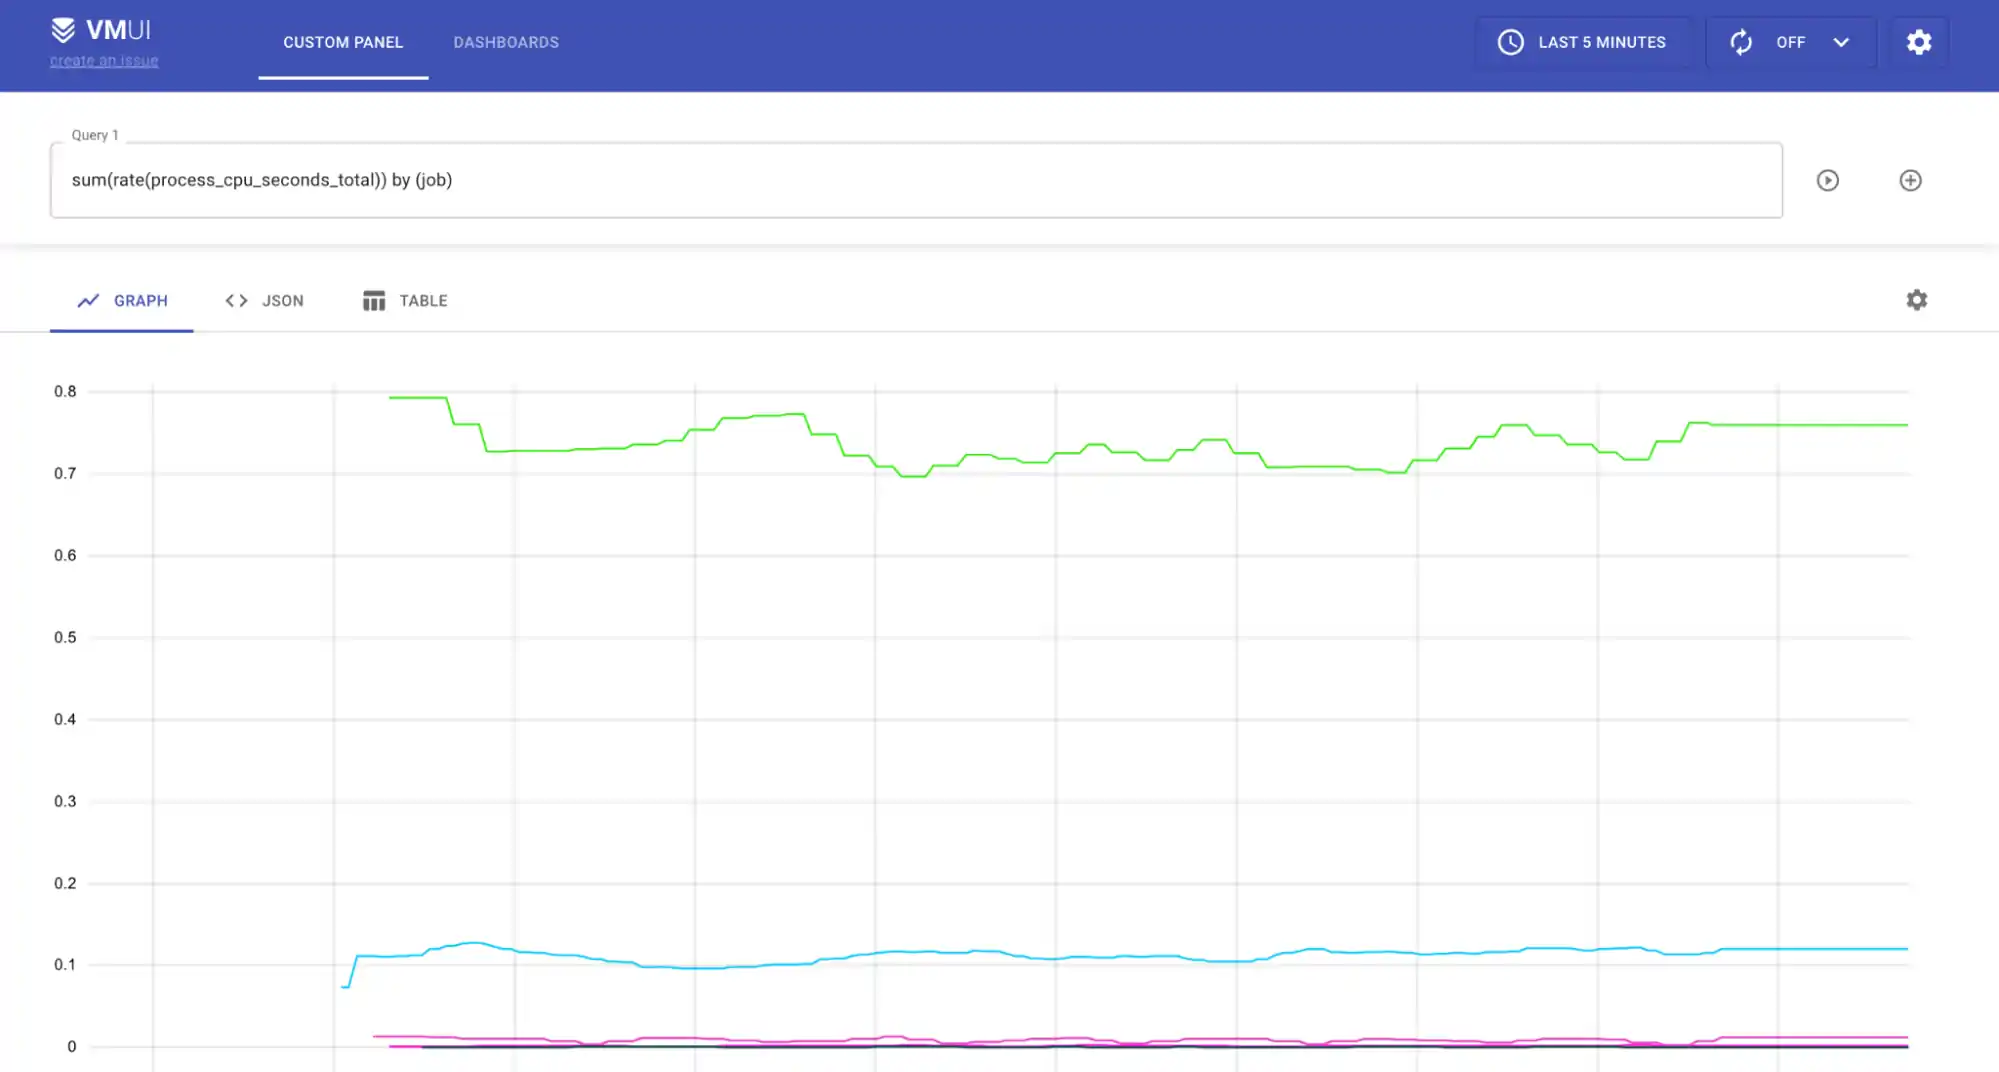 VMUI
create an issue
CUSTOM PANEL
DASHBOARDS
LAST 5 MINUTES
OFF
Query 1
sum(rate(process_cpu_seconds_total)) by (job)
GRAPH
JSON
TABLE
0.8
0.7
0.6
0.5
0.4
0.3
0.2
0.1
0